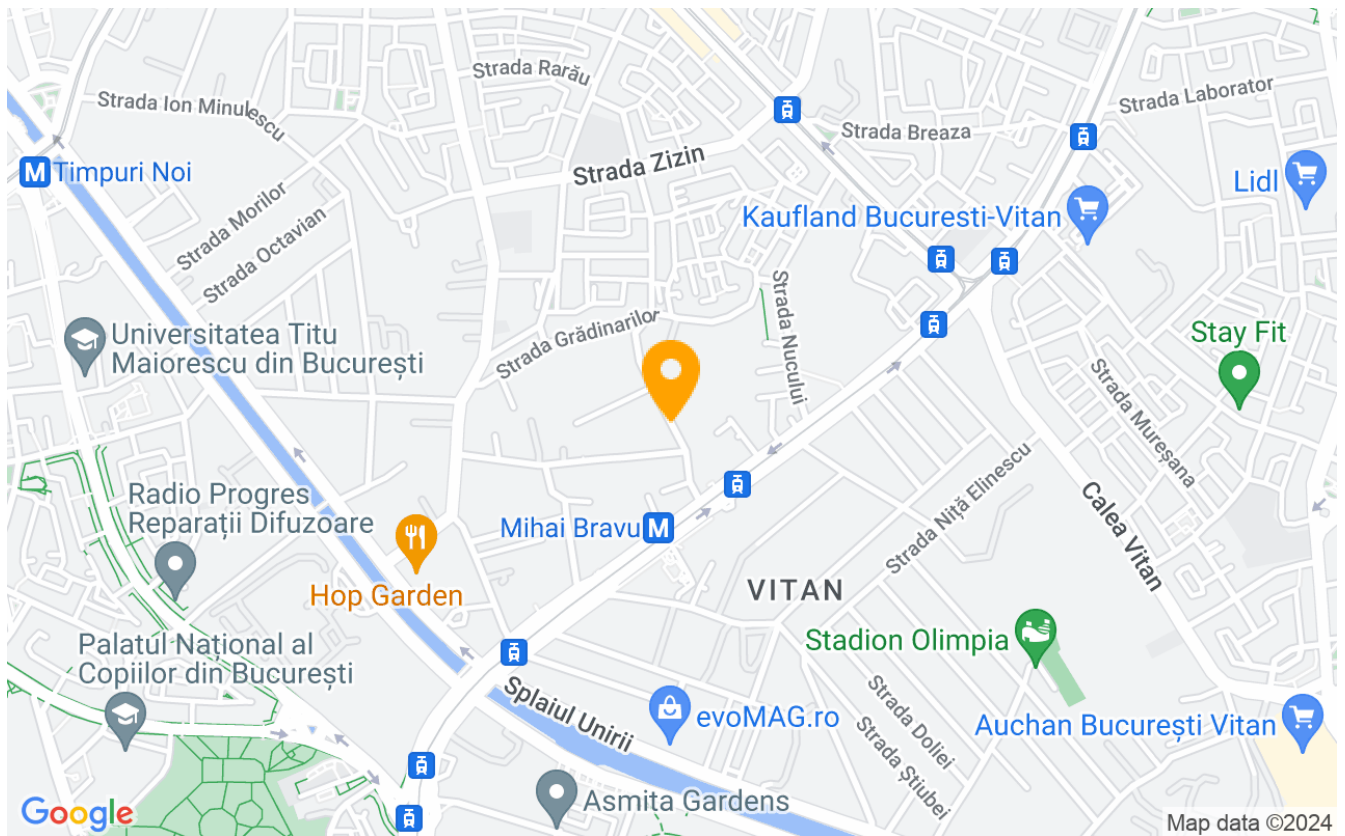 Strada Rarău
Strada Ion Minulescu
Strada Laborator
Strada Breaza
Strada Zizin
Timpuri Noi
Lidl
Strada Morilor
Kaufland Bucuresti-Vitan
Strada Octavian
Strada Nucului
Strada Grădinarilor
Universitatea Titu
Maiorescu din București
Stay Fit
Strada Mureșana
Radio Progres
Reparații Difuzoare
Strada Niță Elinescu
Calea Vitan
Mihai Bravu
M
M
Hop Garden
VITAN
Stadion Olimpia
Palatul Național al
Copiilor din București
Splaiul Unirii
evoMAG.ro
Strada Doliei
Strada Știubei
Auchan București Vitan
Asmita Gardens
Google
Map data ©2024